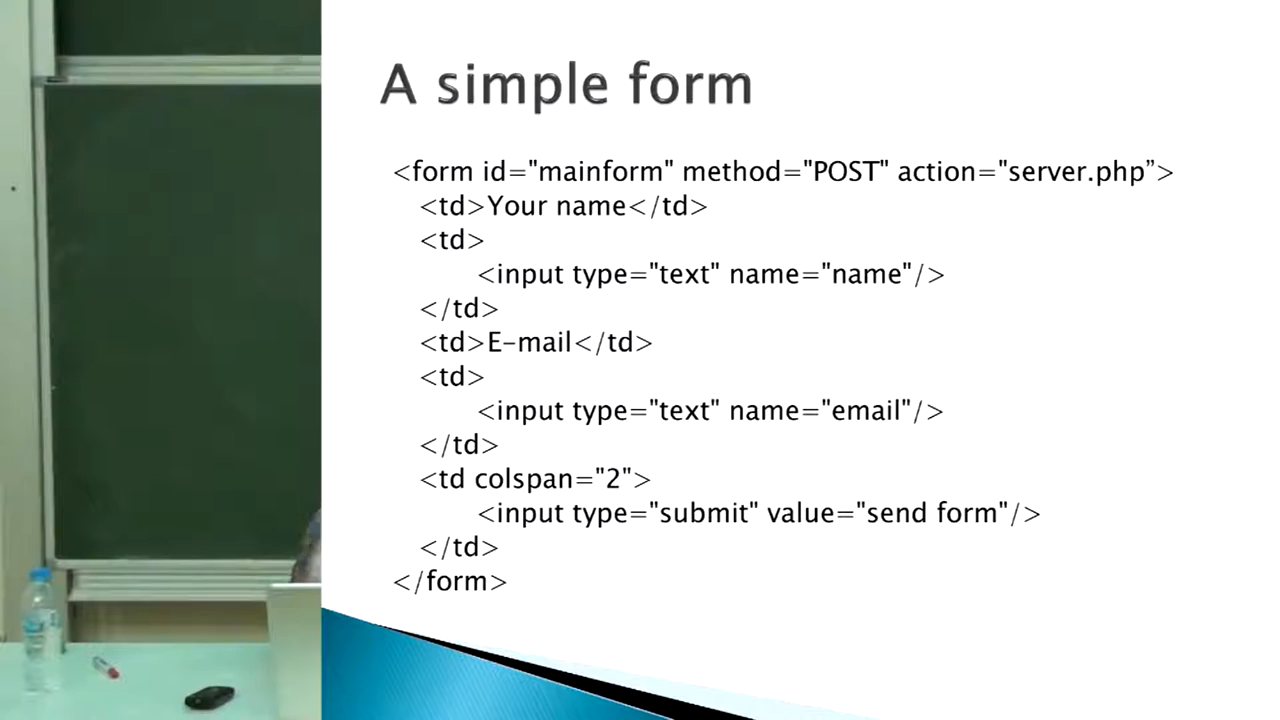 A simple form
<form id="mainform" method="POST" action="server.php”>
<td>Your name</td>
<td>
<input type="text" name="name"/>
</td>
<td>E-mail</td>
<td>
<input type="text" name="email"/>
</td>
<td colspan="2">
<input type="submit" value="send form"/>
</td>
</form>